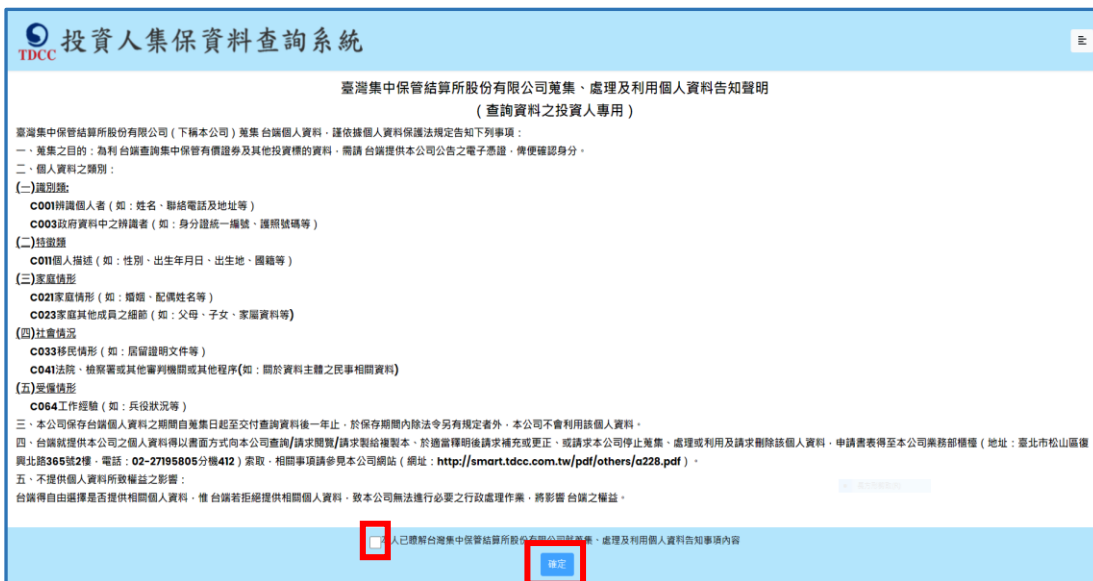 TDCC 投資人集保資料查詢系統
臺灣集中保管結算所股份有限公司蒐集、處理及利用個人資料告知聲明
（查詢資料之投資人專用）
臺灣集中保管結算所股份有限公司（下稱本公司）蒐集 台端個人資料，謹依據個人資料保護法規定告知下列事項：
一、蒐集之目的：為利 台端查詢集中保管有價證券及其他投資標的資料，需請 台端提供本公司公告之電子憑證，俾便確認身分。
二、個人資料之類別：
(一)識別類:
C001辨識個人者（如：姓名、聯絡電話及地址等）
C003政府資料中之辨識者（如：身分證統一編號、護照號碼等）
(二)特徵類
C011個人描述（如：性別、出生年月日、出生地、國籍等）
(三)家庭情形
C021家庭情形（如：婚姻、配偶姓名等）
C023家庭其他成員之細節（如：父母、子女、家屬資料等)
(四)社會情況
C033移民情形（如：居留證明文件等）
C041法院、檢察署或其他審判機關或其他程序(如：關於資料主體之民事相關資料)
(五)受僱情形
C064工作經驗（如：兵役狀況等）
三、本公司保存台端個人資料之期間自蒐集日起至交付查詢資料後一年止，於保存期間內除法令另有規定者外，本公司不會利用該個人資料。
四、台端就提供本公司之個人資料得以書面方式向本公司查詢/請求閱覽/請求製給複製本、於適當釋明後請求補充或更正、或請求本公司停止蒐集、處理或利用及請求刪除該個人資料，申請書表得至本公司業務部櫃檯（地址：臺北市松山區復
興北路365號2樓，電話：02-27195805分機412）索取，相關事項請參見本公司網站（網址：http://smart.tdcc.com.tw/pdf/others/a228.pdf）。
五、不提供個人資料所致權益之影響：
台端得自由選擇是否提供相關個人資料，惟 台端若拒絕提供相關個人資料，致本公司無法進行必要之行政處理作業，將影響 台端之權益。
本人已瞭解台灣集中保管結算所股份有限公司就蒐集、處理及利用個人資料告知事項內容
確定